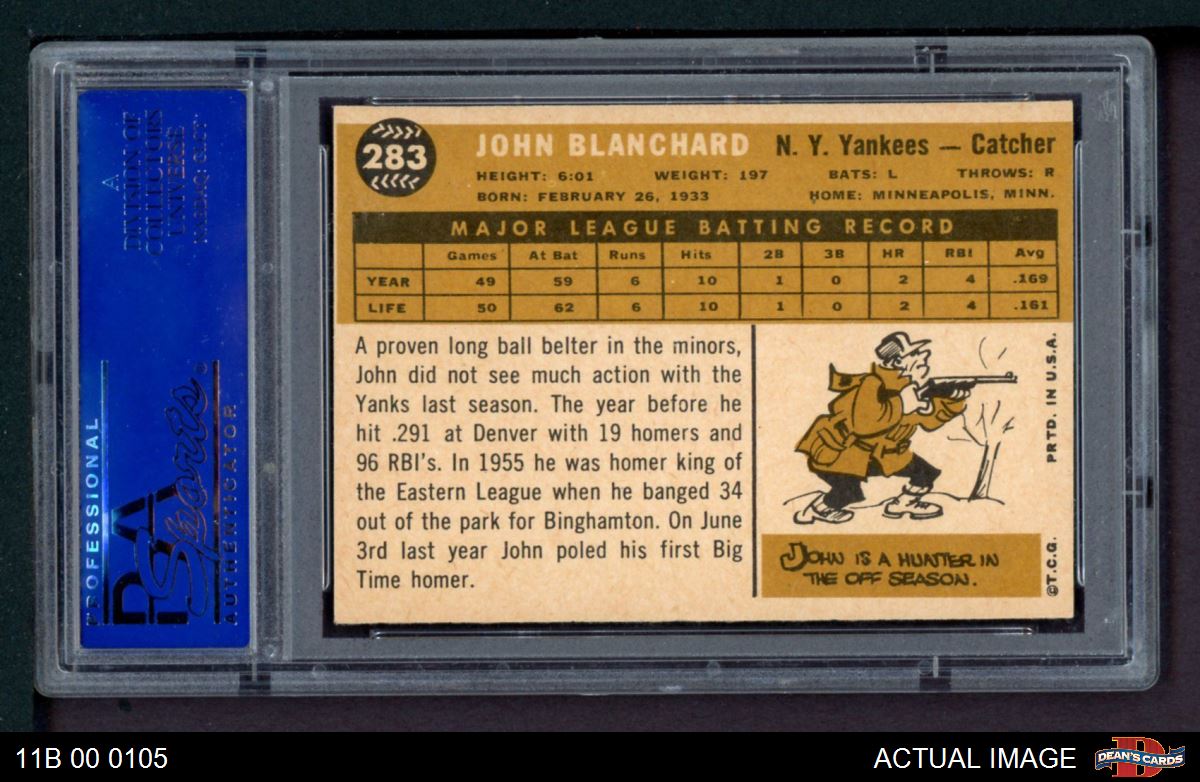 A
DIVISION OF
COLLECTORS
UNIVERSE
NASDAQ: CLCT
PROFESSIONAL
PSA
Sports
AUTHENTICATOR
283
JOHN BLANCHARD N. Y. Yankees — Catcher
HEIGHT: 6:01 WEIGHT: 197 BATS: L THROWS: R
BORN: FEBRUARY 26, 1933 HOME: MINNEAPOLIS, MINN.
MAJOR LEAGUE BATTING RECORD
Games At Bat Runs Hits 2B 3B HR RBI Avg
YEAR 49 59 6 10 1 0 2 4 .169
LIFE 50 62 6 10 1 0 2 4 .161
A proven long ball belter in the minors,
John did not see much action with the
Yanks last season. The year before he
hit .291 at Denver with 19 homers and
96 RBI's. In 1955 he was homer king of
the Eastern League when he banged 34
out of the park for Binghamton. On June
3rd last year John poled his first Big
Time homer.
JOHN IS A HUNTER IN
THE OFF SEASON.
PRTD. IN U.S.A.
©T.C.G.
11B 00 0105
ACTUAL IMAGE
DEAN'S CARDS